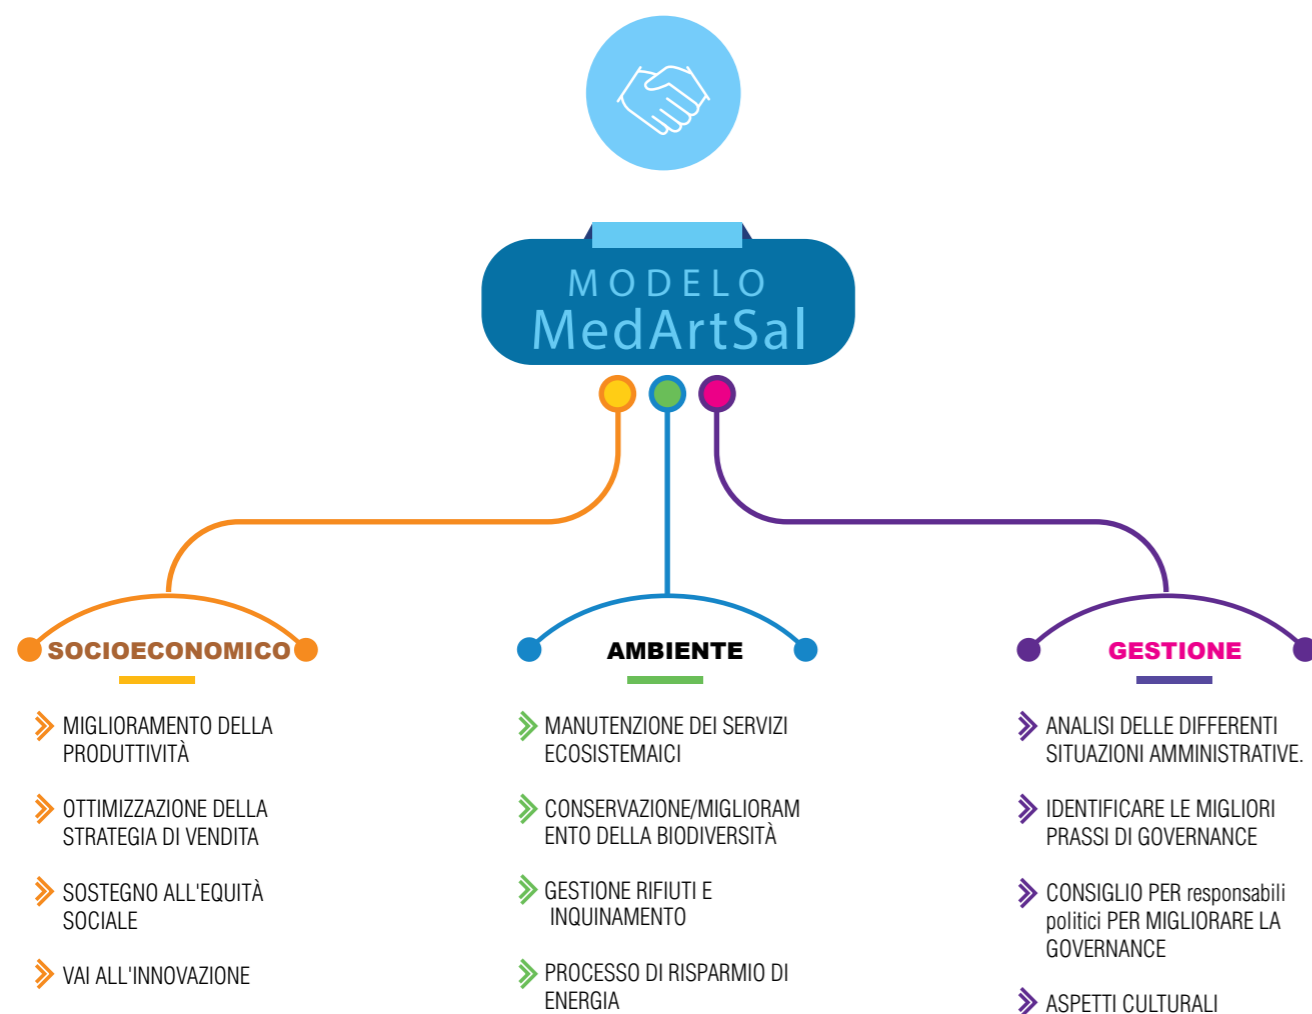 MODELO
MedArtSal
SOCIOECONOMICO
MIGLIORAMENTO DELLA
PRODUTTIVITÀ
OTTIMIZZAZIONE DELLA
STRATEGIA DI VENDITA
SOSTEGNO ALL'EQUITÀ
SOCIALE
VAI ALL'INNOVAZIONE
AMBIENTE
MANUTENZIONE DEI SERVIZI
ECOSISTEMAICI
CONSERVAZIONE/MIGLIORAM
ENTO DELLA BIODIVERSITÀ
GESTIONE RIFIUTI E
INQUINAMENTO
PROCESSO DI RISPARMIO DI
ENERGIA
GESTIONE
ANALISI DELLE DIFFERENTI
SITUAZIONI AMMINISTRATIVE.
IDENTIFICARE LE MIGLIORI
PRASSI DI GOVERNANCE
CONSIGLIO PER responsabili
politici PER MIGLIORARE LA
GOVERNANCE
ASPETTI CULTURALI